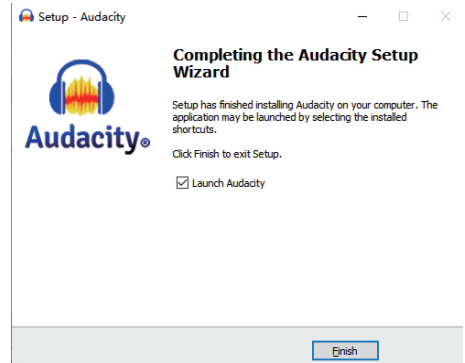 Setup - Audacity
Completing the Audacity Setup
Wizard
Setup has finished installing Audacity on your computer. The
application may be launched by selecting the installed
shortcuts.
Click Finish to exit Setup.
Launch Audacity
Audacity®
Finish